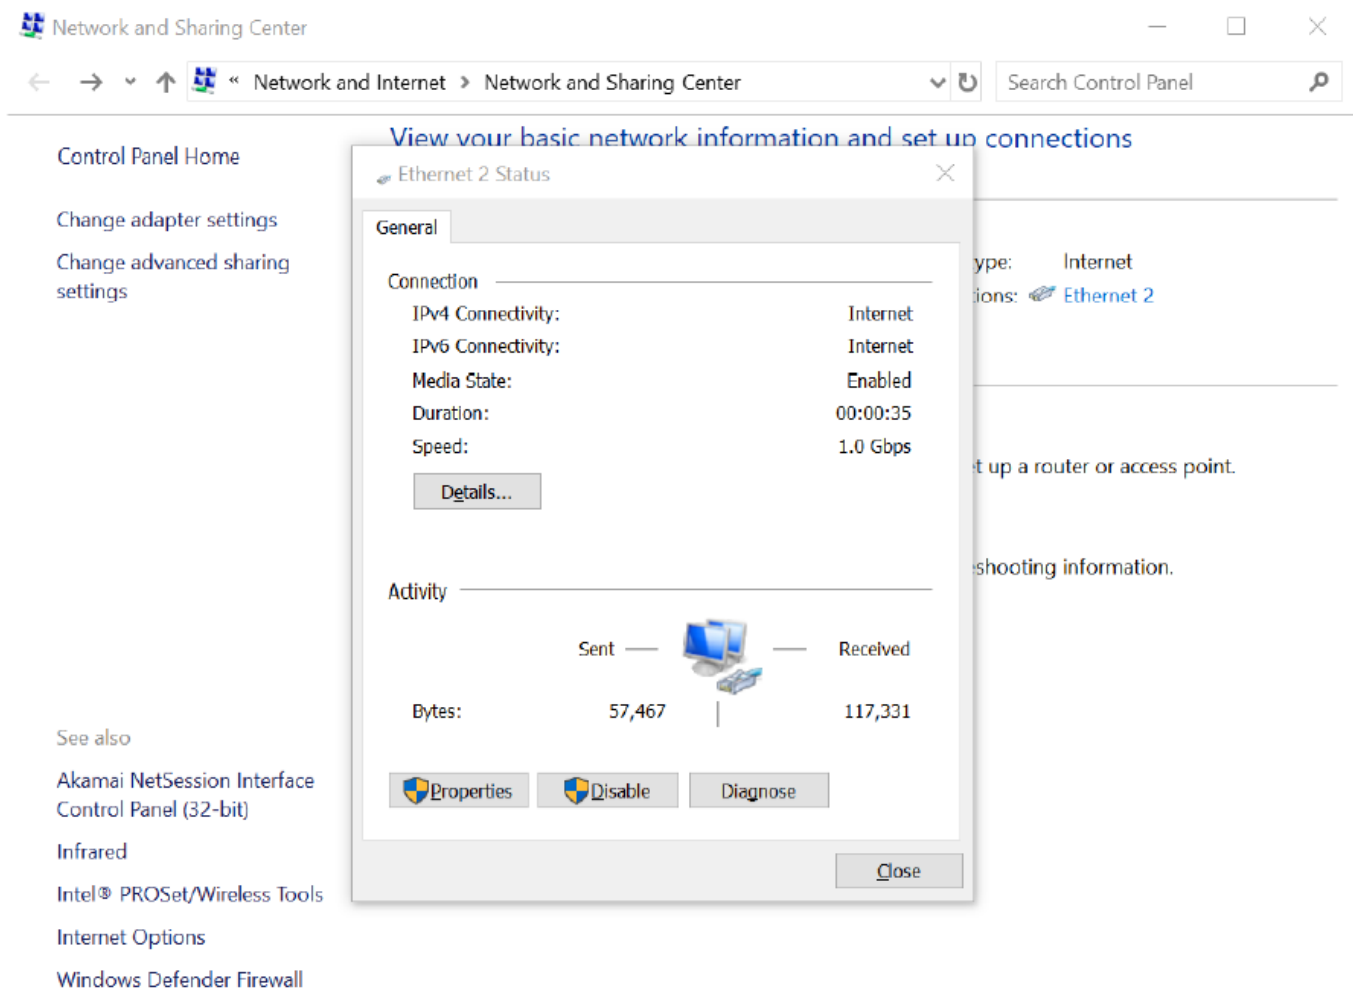 Network and Sharing Center
« Network and Internet > Network and Sharing Center
Search Control Panel
Control Panel Home
Change adapter settings
Change advanced sharing
settings
See also
Akamai NetSession Interface
Control Panel (32-bit)
Infrared
Intel® PROSet/Wireless Tools
Internet Options
Windows Defender Firewall
View your basic network information and set up connections
Ethernet 2 Status
General
Connection
IPv4 Connectivity: Internet
IPv6 Connectivity: Internet
Media State: Enabled
Duration: 00:00:35
Speed: 1.0 Gbps
Details...
Activity
Sent — — Received
Bytes: 57,467 | 117,331
Properties Disable Diagnose
Close
ype: Internet
ions: Ethernet 2
t up a router or access point.
shooting information.